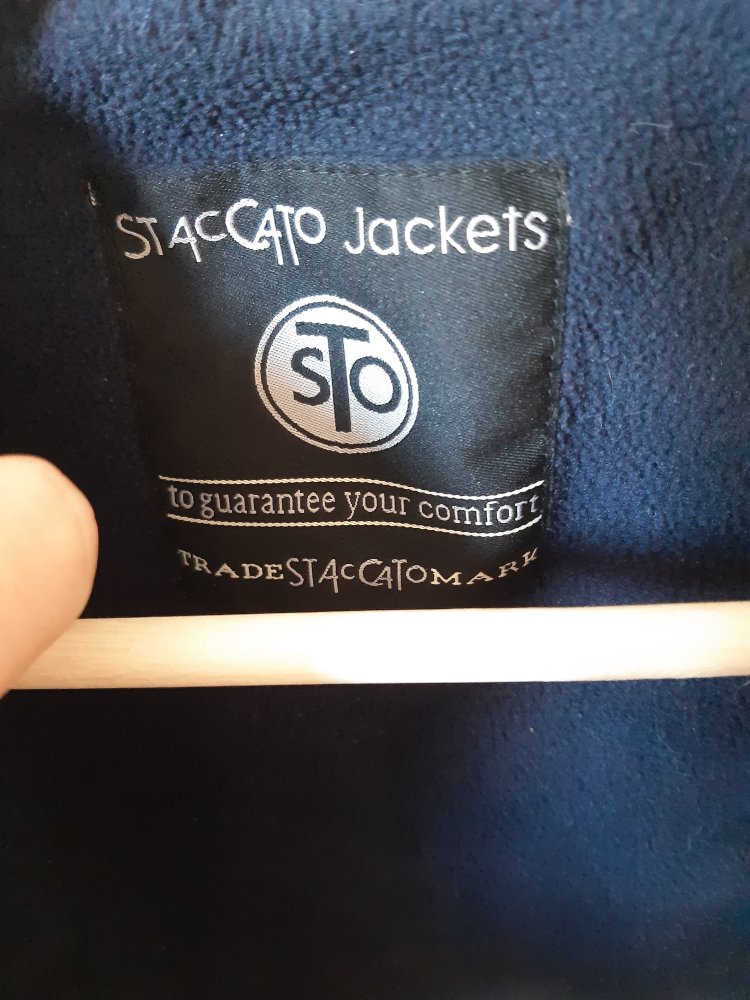 STACCATO Jackets
STO
to guarantee your comfort
TRADESTACCATOMARK